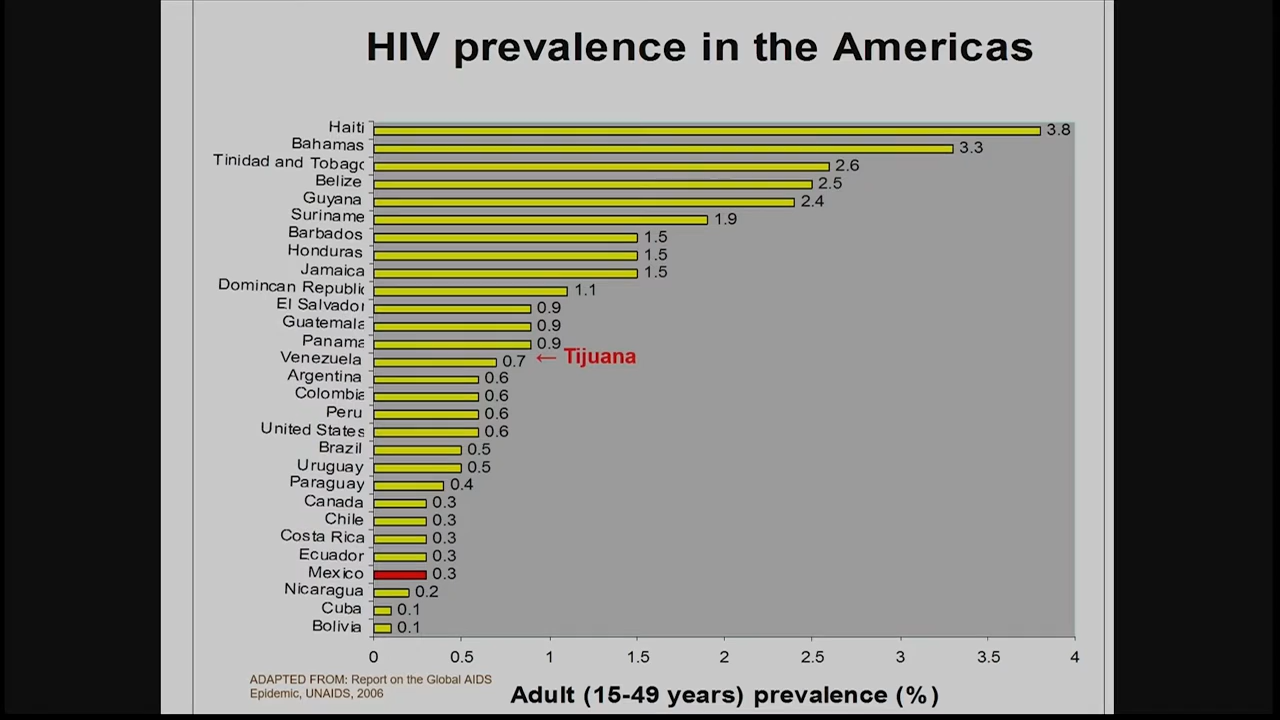 HIV prevalence in the Americas
Haiti 3.8
Bahamas 3.3
Tinidad and Tobago 2.6
Belize 2.5
Guyana 2.4
Suriname 1.9
Barbados 1.5
Honduras 1.5
Jamaica 1.5
Domincan Republic 1.1
El Salvador 0.9
Guatemala 0.9
Panama 0.9
Venezuela 0.7 ← Tijuana
Argentina 0.6
Colombia 0.6
Peru 0.6
United States 0.6
Brazil 0.5
Uruguay 0.5
Paraguay 0.4
Canada 0.3
Chile 0.3
Costa Rica 0.3
Ecuador 0.3
Mexico 0.3
Nicaragua 0.2
Cuba 0.1
Bolivia 0.1
0 0.5 1 1.5 2 2.5 3 3.5 4
ADAPTED FROM: Report on the Global AIDS
Epidemic, UNAIDS, 2006
Adult (15-49 years) prevalence (%)